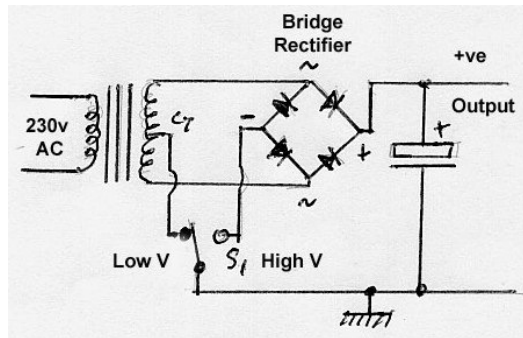 Bridge
Rectifier
~
+ve
Output
230v
AC
CT
-
+
+
~
Low V
S1
High V